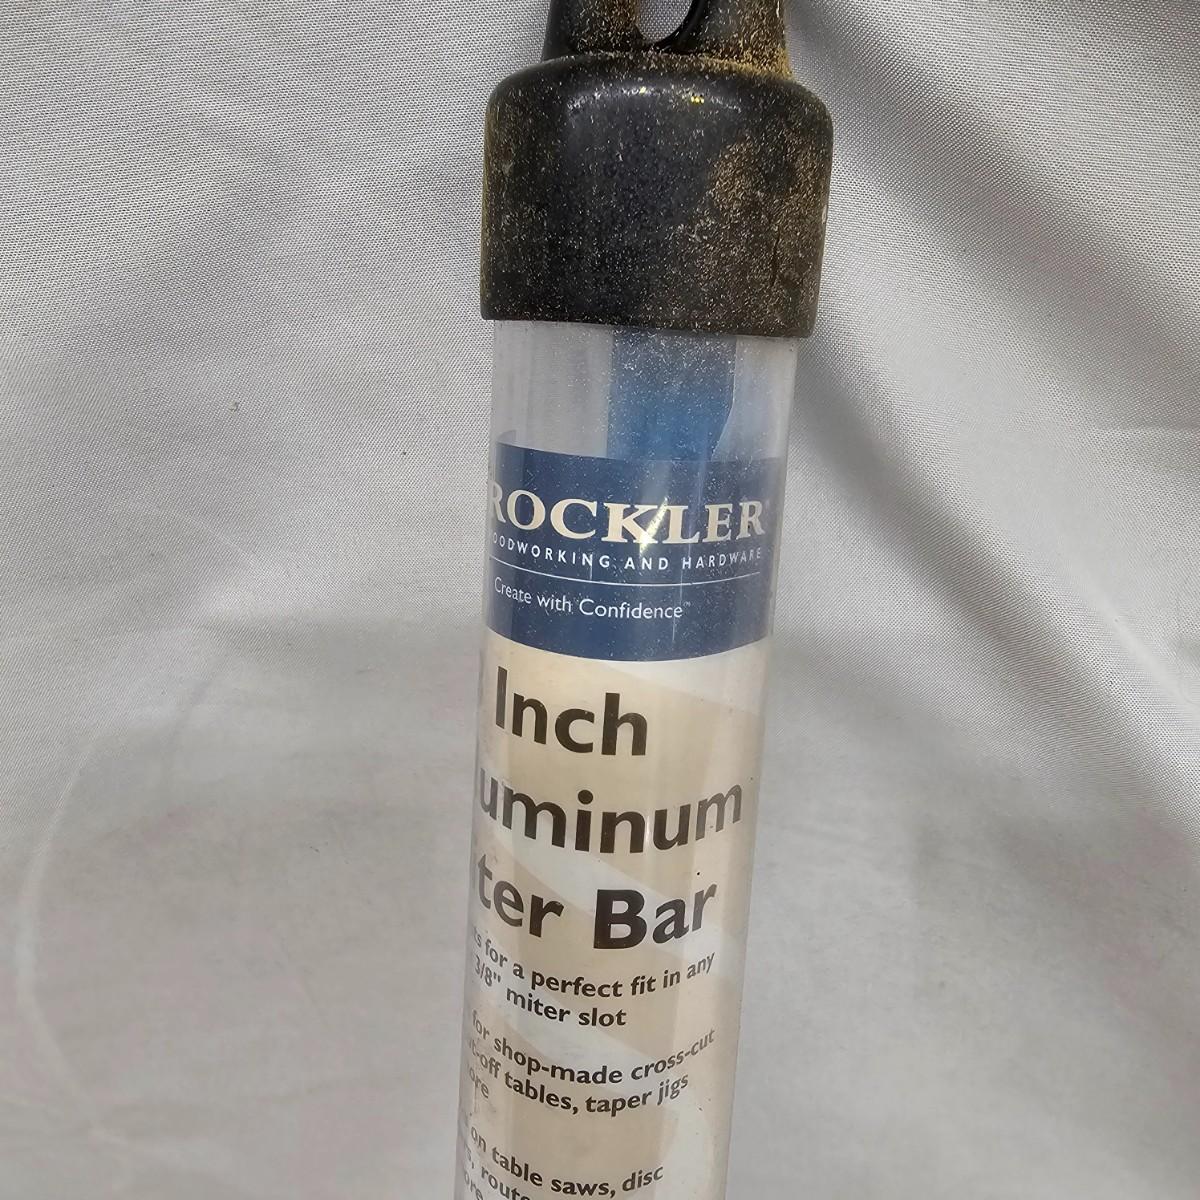 ROCKLER
OODWORKING AND HARDWARE
Create with Confidence™
Inch
uminum
ter Bar
ts for a perfect fit in any
3/8" miter slot
for shop-made cross-cut
t-off tables, taper jigs
ore
on table saws, disc
s, route
ore